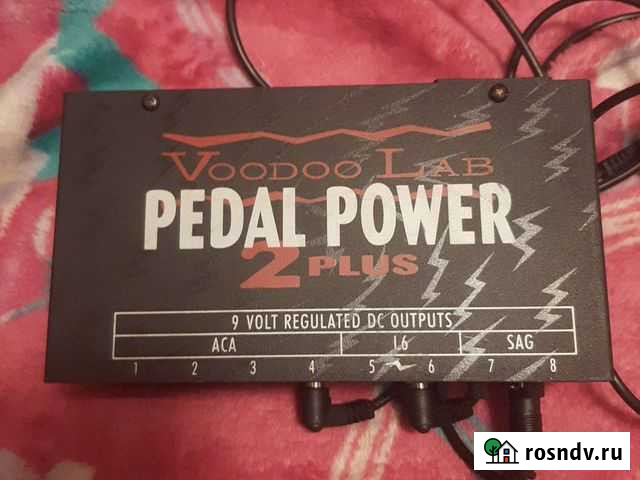 VOODOO LAB
PEDAL POWER
2 PLUS
9 VOLT REGULATED DC OUTPUTS
ACA L6 SAG
1 2 3 4 5 6 7 8
rosndv.ru